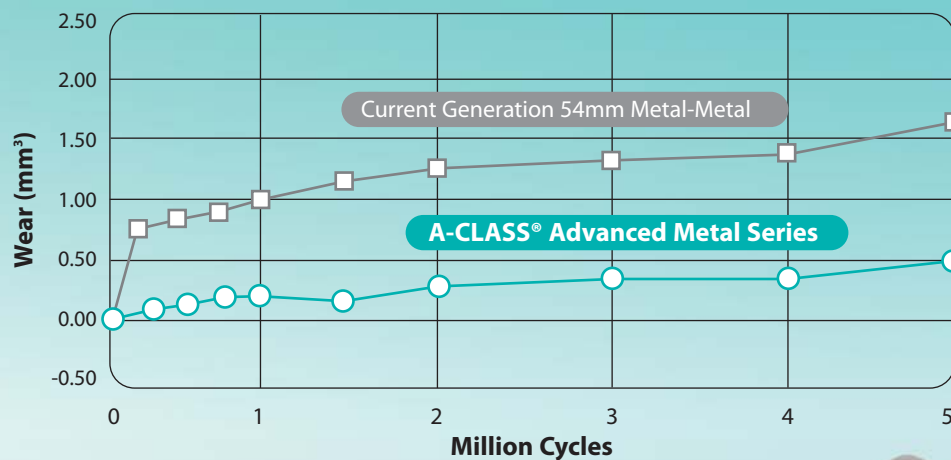 2.50
2.00
1.50
1.00
0.50
0.00
-0.50
Wear (mm³)
Current Generation 54mm Metal-Metal
A-CLASS® Advanced Metal Series
0 1 2 3 4 5
Million Cycles